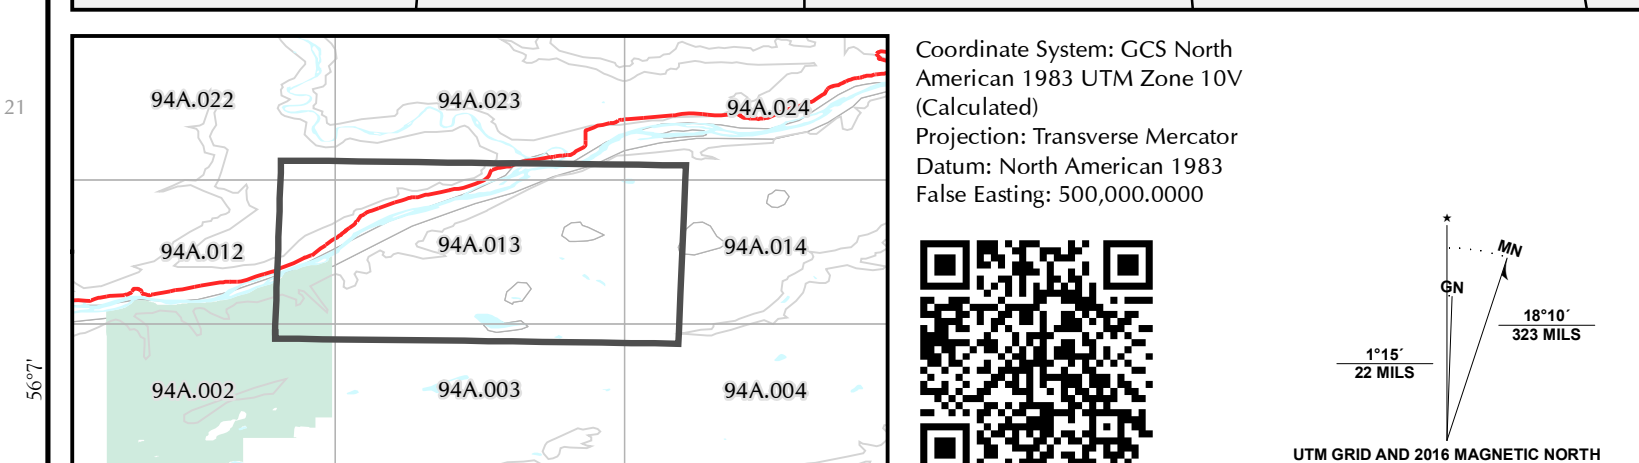 21
56°7'
94A.022
94A.023
94A.024
94A.012
94A.013
94A.014
94A.002
94A.003
94A.004
Coordinate System: GCS North
American 1983 UTM Zone 10V
(Calculated)
Projection: Transverse Mercator
Datum: North American 1983
False Easting: 500,000.0000
MN
GN
18°10´
323 MILS
1°15´
22 MILS
UTM GRID AND 2016 MAGNETIC NORTH